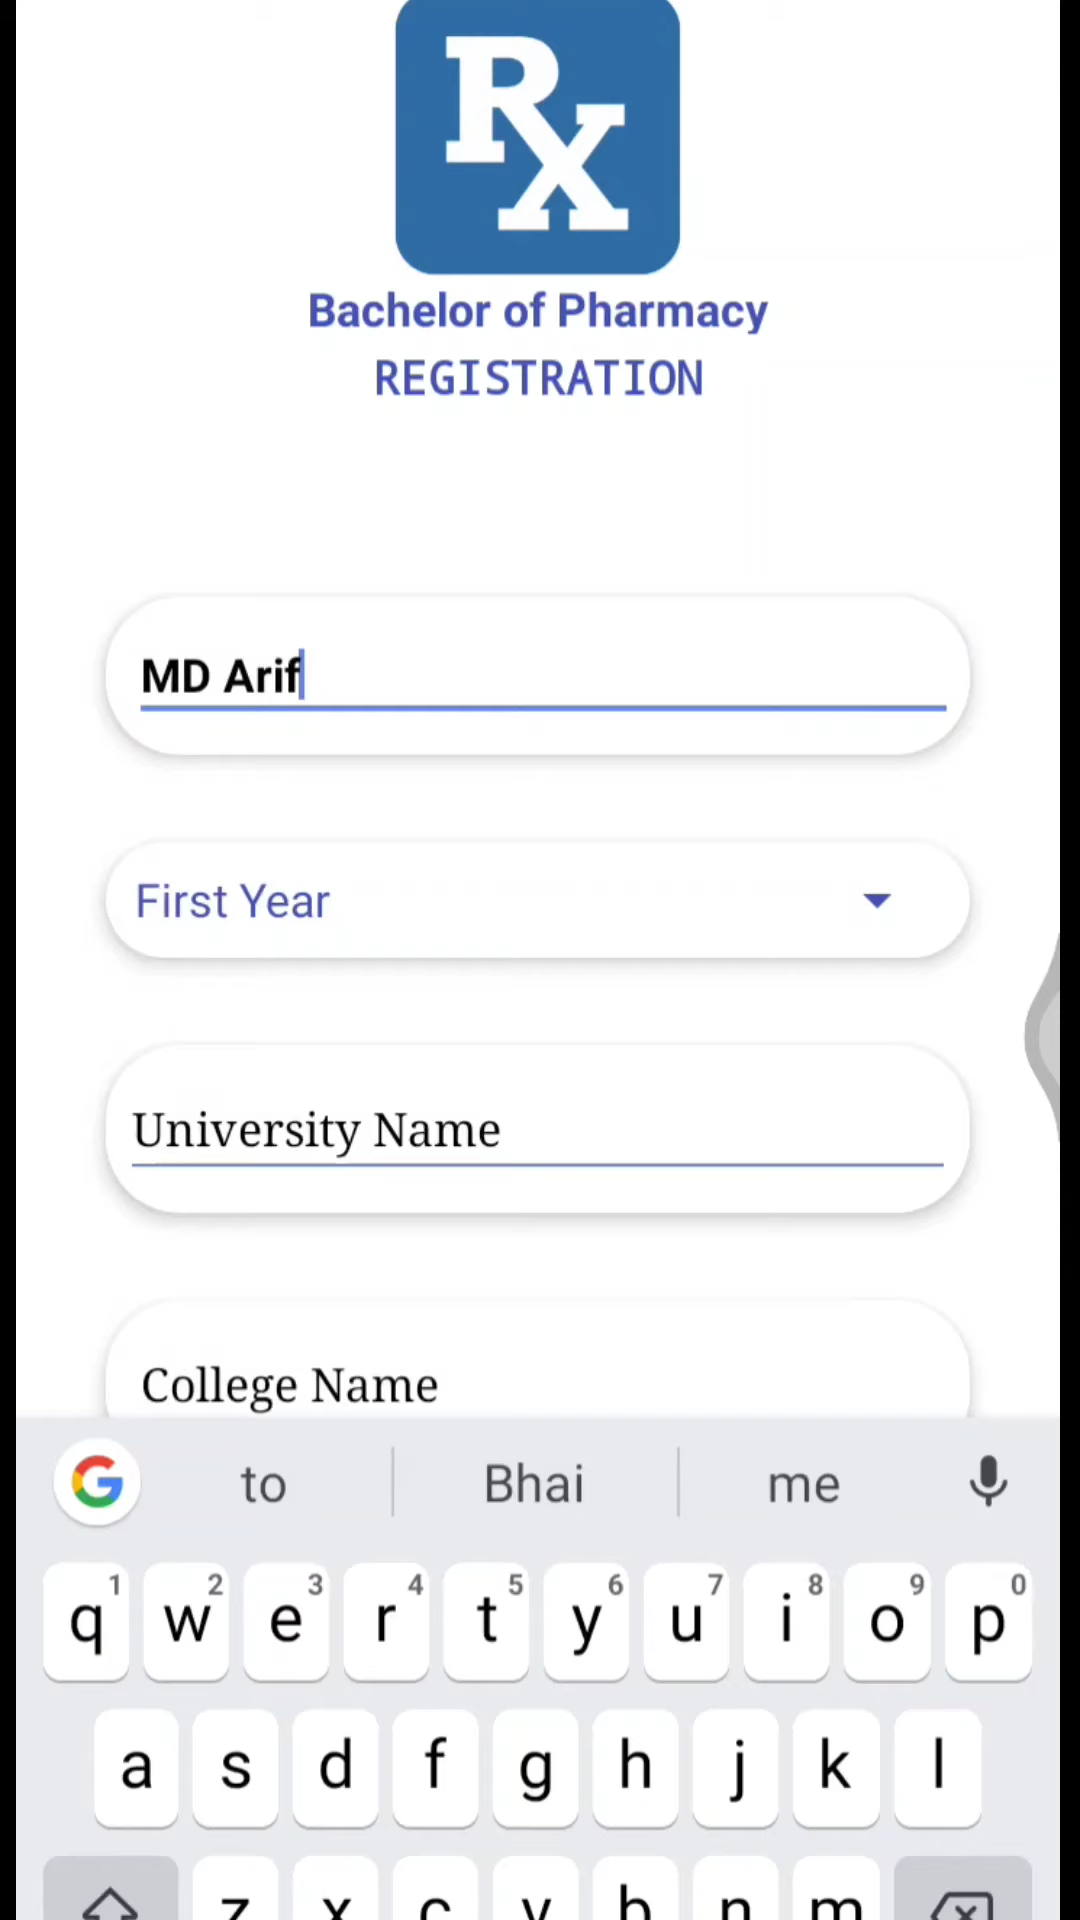 Rx
Bachelor of Pharmacy
REGISTRATION
MD Arif
First Year
University Name
College Name
to Bhai me
1 2 3 4 5 6 7 8 9 0
q w e r t y u i o p
a s d f g h j k l
z x c v b n m